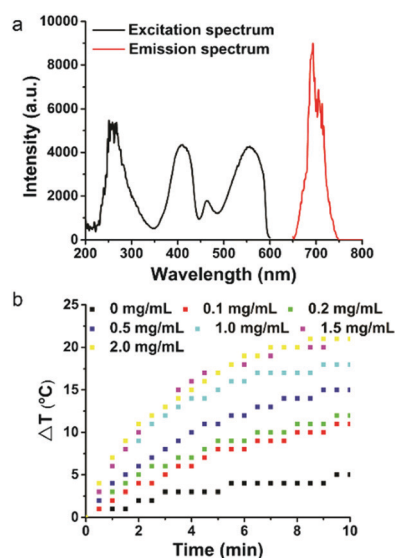 a
Excitation spectrum
Emission spectrum
Intensity (a.u.)
10000
8000
6000
4000
2000
0
200 300 400 500 600 700 800
Wavelength (nm)
b
0 mg/mL 0.1 mg/mL 0.2 mg/mL
0.5 mg/mL 1.0 mg/mL 1.5 mg/mL
2.0 mg/mL
△T (°C)
25
20
15
10
5
0
0 2 4 6 8 10
Time (min)